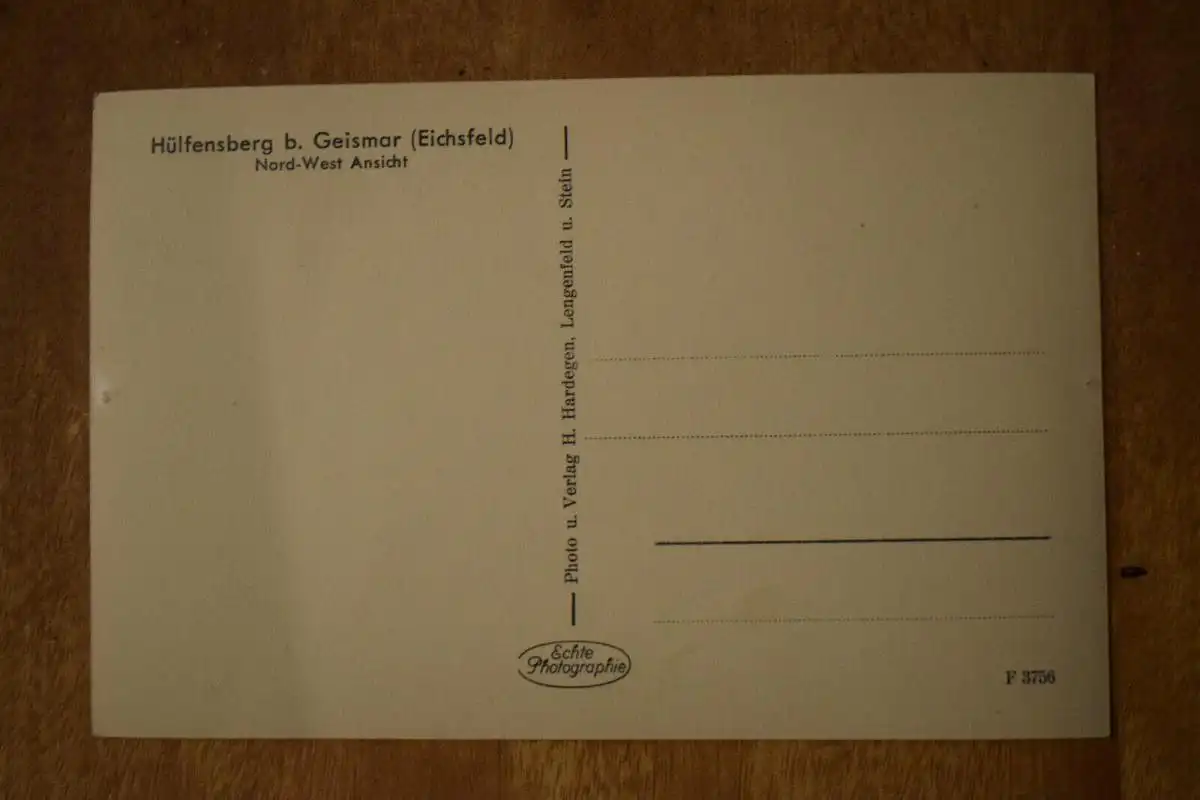 Hülfensberg b. Geismar (Eichsfeld)
Nord-West Ansicht
Photo u. Verlag H. Hardegen, Lengenfeld u. Stein
Echte
Photographie
F 3756